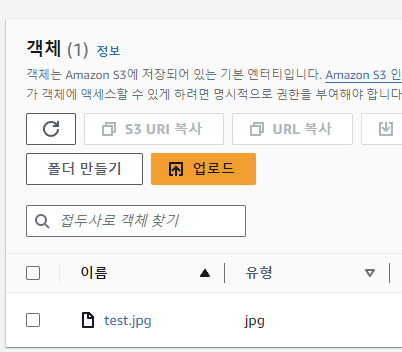 객체 (1) 정보
객체는 Amazon S3에 저장되어 있는 기본 엔터티입니다. Amazon S3 인
가 객체에 액세스할 수 있게 하려면 명시적으로 권한을 부여해야 합니다
S3 URI 복사 URL 복사
폴더 만들기 업로드
접두사로 객체 찾기
이름 유형
test.jpg jpg